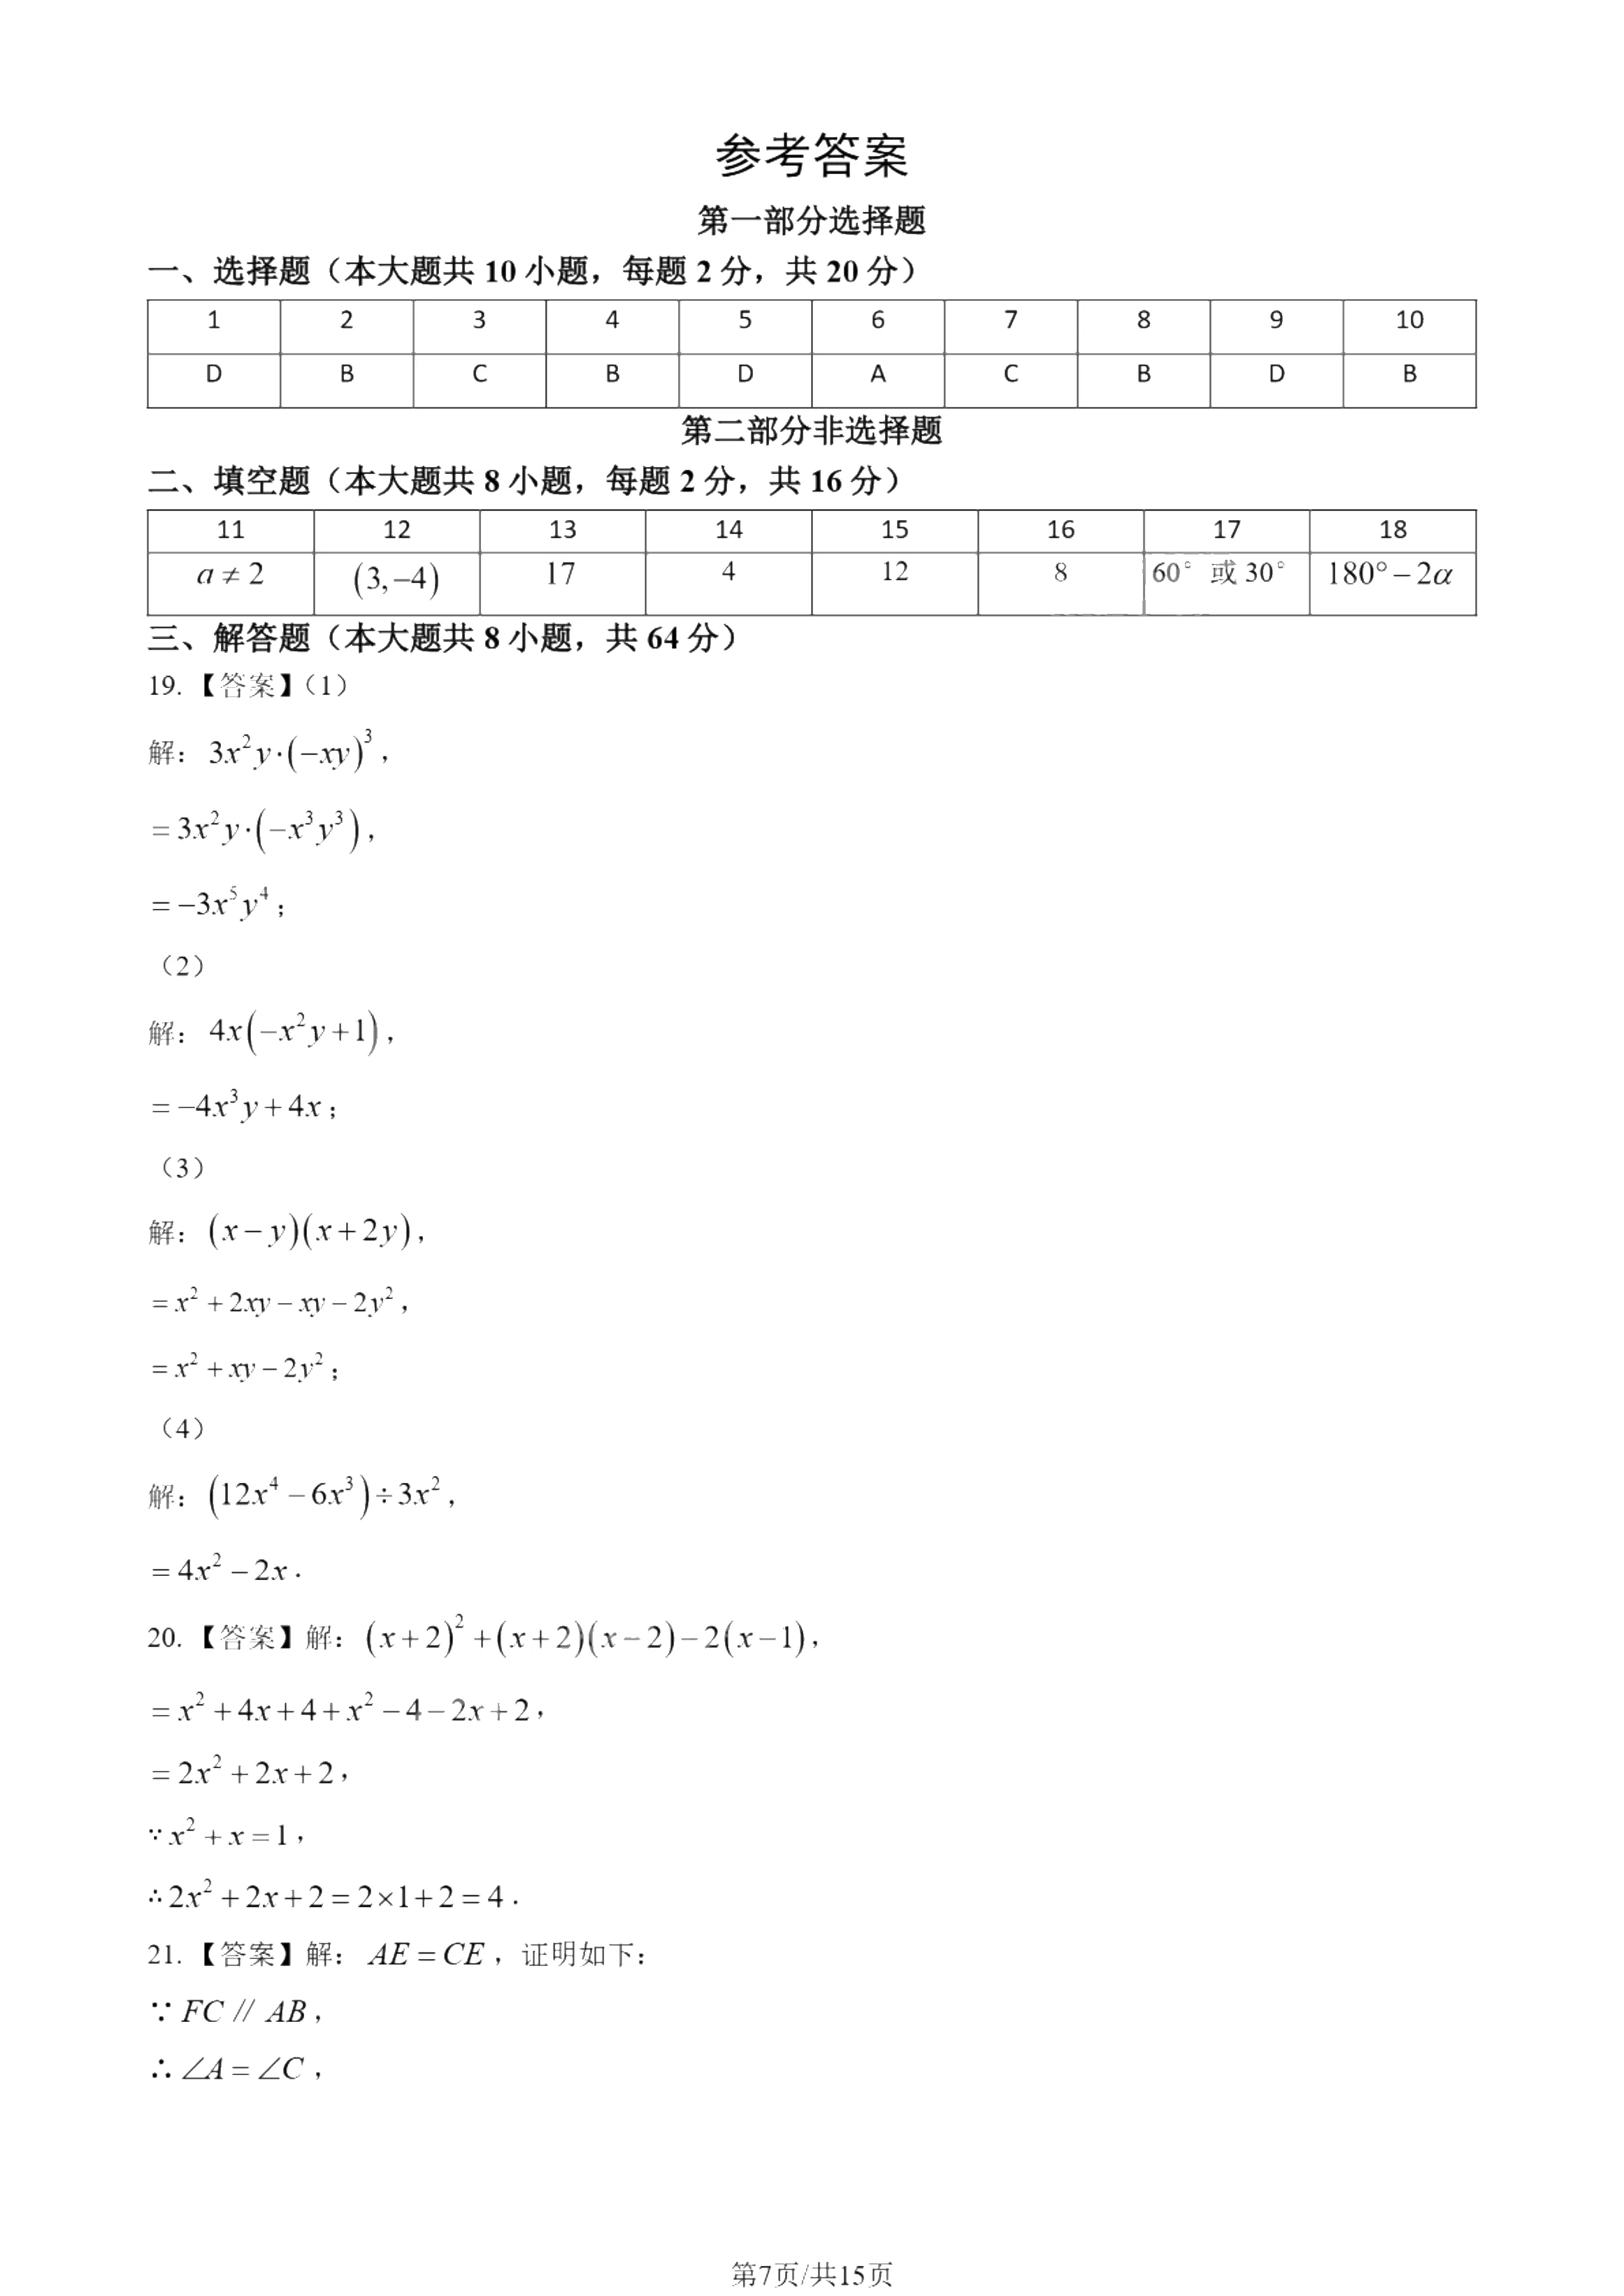 参考答案
第一部分选择题
一、选择题（本大题共 10 小题，每题 2 分，共 20 分）
1 2 3 4 5 6 7 8 9 10
D B C B D A C B D B
第二部分非选择题
二、填空题（本大题共 8 小题，每题 2 分，共 16 分）
11 12 13 14 15 16 17 18
a ≠ 2 (3,−4) 17 4 12 8 60° 或 30° 180° − 2α
三、解答题（本大题共 8 小题，共 64 分）
19. 【答案】（1）
解：3x²y·(−xy)³，
= 3x²y·(−x³y³)，
= −3x⁵y⁴；
（2）
解：4x(−x²y + 1)，
= −4x³y + 4x；
（3）
解：(x − y)(x + 2y)，
= x² + 2xy − xy − 2y²，
= x² + xy − 2y²；
（4）
解：(12x⁴ − 6x³) ÷ 3x²，
= 4x² − 2x．
20. 【答案】解：(x + 2)² + (x + 2)(x − 2) − 2(x − 1)，
= x² + 4x + 4 + x² − 4 − 2x + 2，
= 2x² + 2x + 2，
∵ x² + x = 1，
∴ 2x² + 2x + 2 = 2×1 + 2 = 4．
21. 【答案】解：AE = CE，证明如下：
∵ FC ∥ AB，
∴ ∠A = ∠C，
第7页/共15页